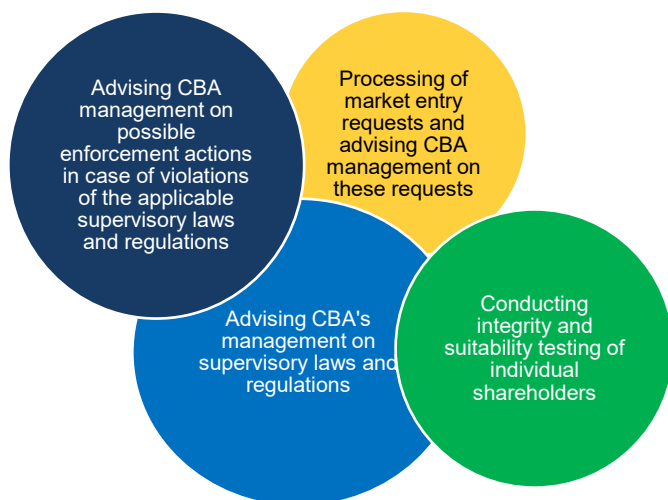 Advising CBA
management on
possible
enforcement actions
in case of violations
of the applicable
supervisory laws
and regulations
Processing of
market entry
requests and
advising CBA
management on
these requests
Advising CBA's
management on
supervisory laws and
regulations
Conducting
integrity and
suitability testing of
individual
shareholders